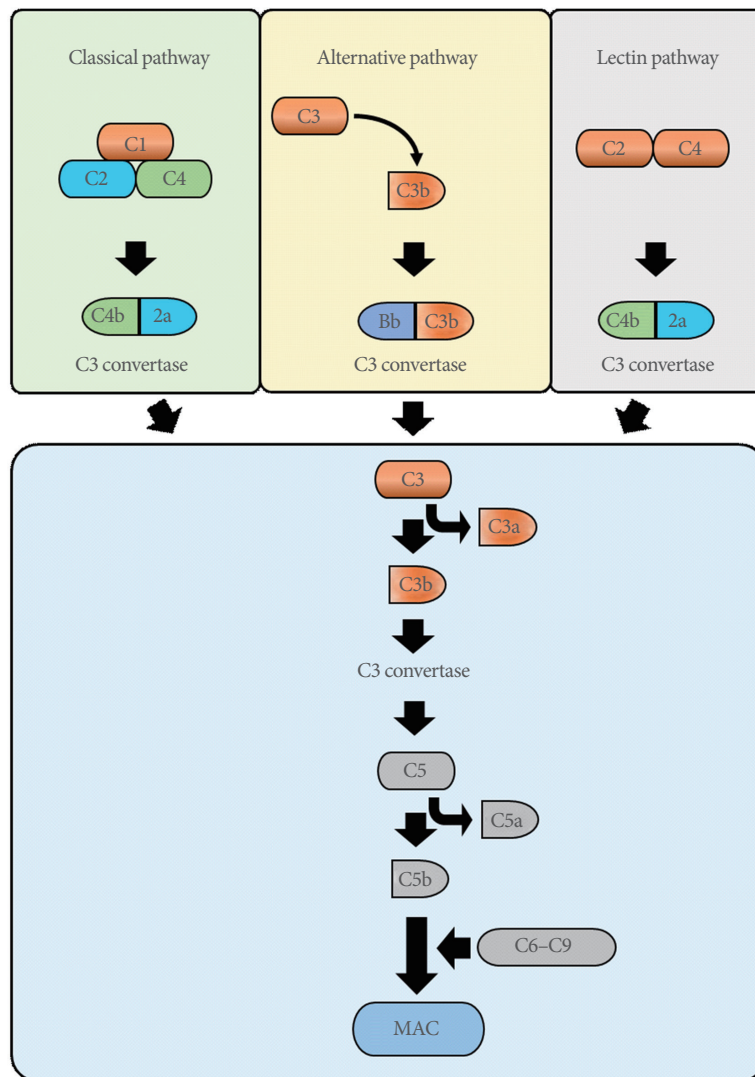 Classical pathway
C1
C2
C4
C4b
2a
C3 convertase
Alternative pathway
C3
C3b
Bb
C3b
C3 convertase
Lectin pathway
C2
C4
C4b
2a
C3 convertase
C3
C3a
C3b
C3 convertase
C5
C5a
C5b
C6–C9
MAC